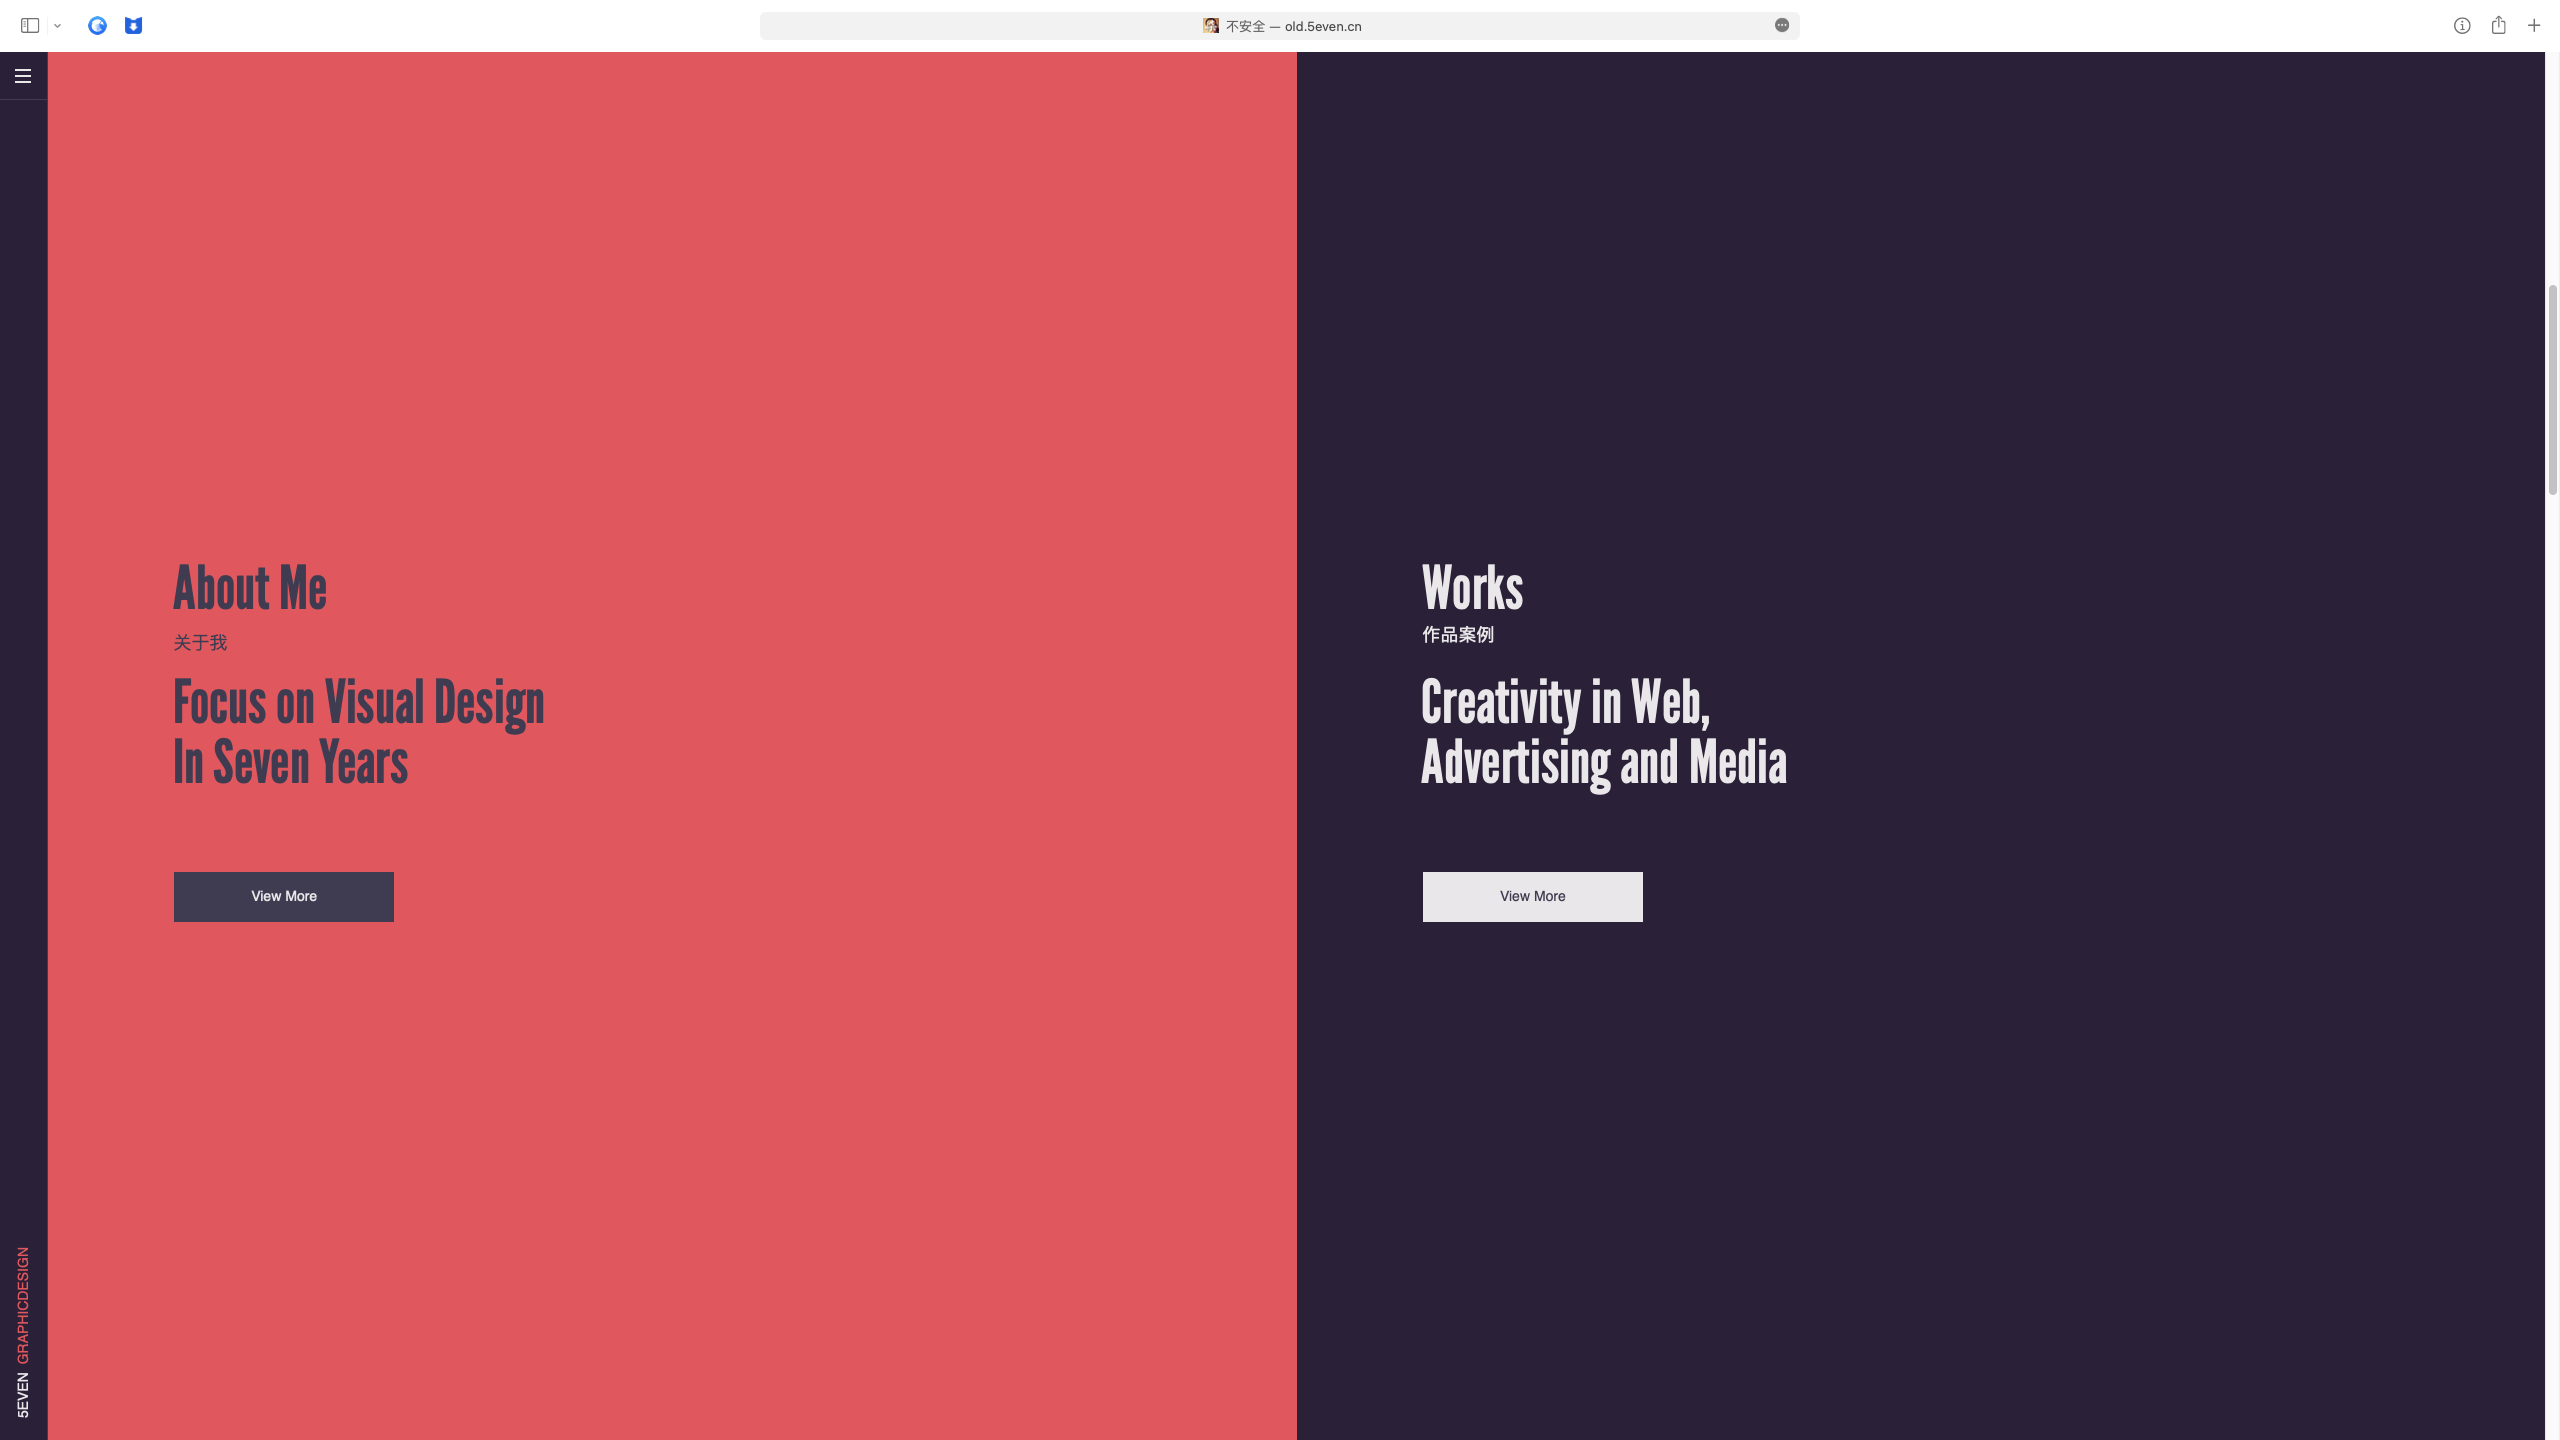 不安全 — old.5even.cn
About Me
关于我
Focus on Visual Design
In Seven Years
View More
Works
作品案例
Creativity in Web,
Advertising and Media
View More
5EVEN GRAPHICDESIGN